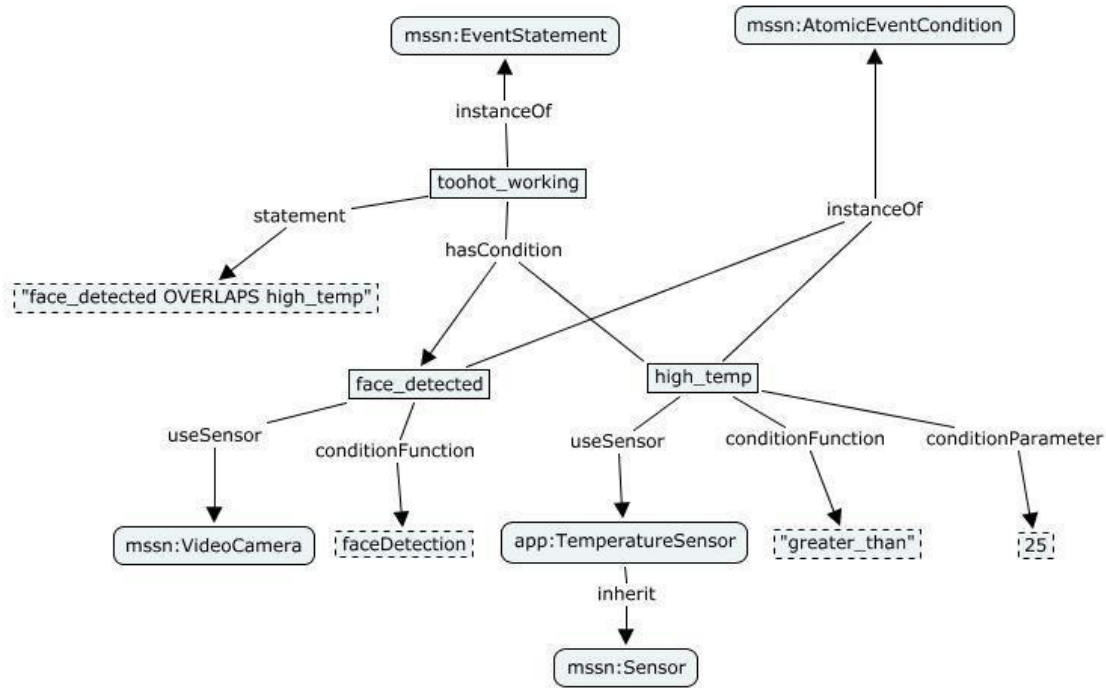 mssn:EventStatement
mssn:AtomicEventCondition
instanceOf
toohot_working
statement
instanceOf
hasCondition
"face_detected OVERLAPS high_temp"
face_detected
high_temp
useSensor
conditionFunction
useSensor
conditionFunction
conditionParameter
mssn:VideoCamera
faceDetection
app:TemperatureSensor
"greater_than"
25
inherit
mssn:Sensor